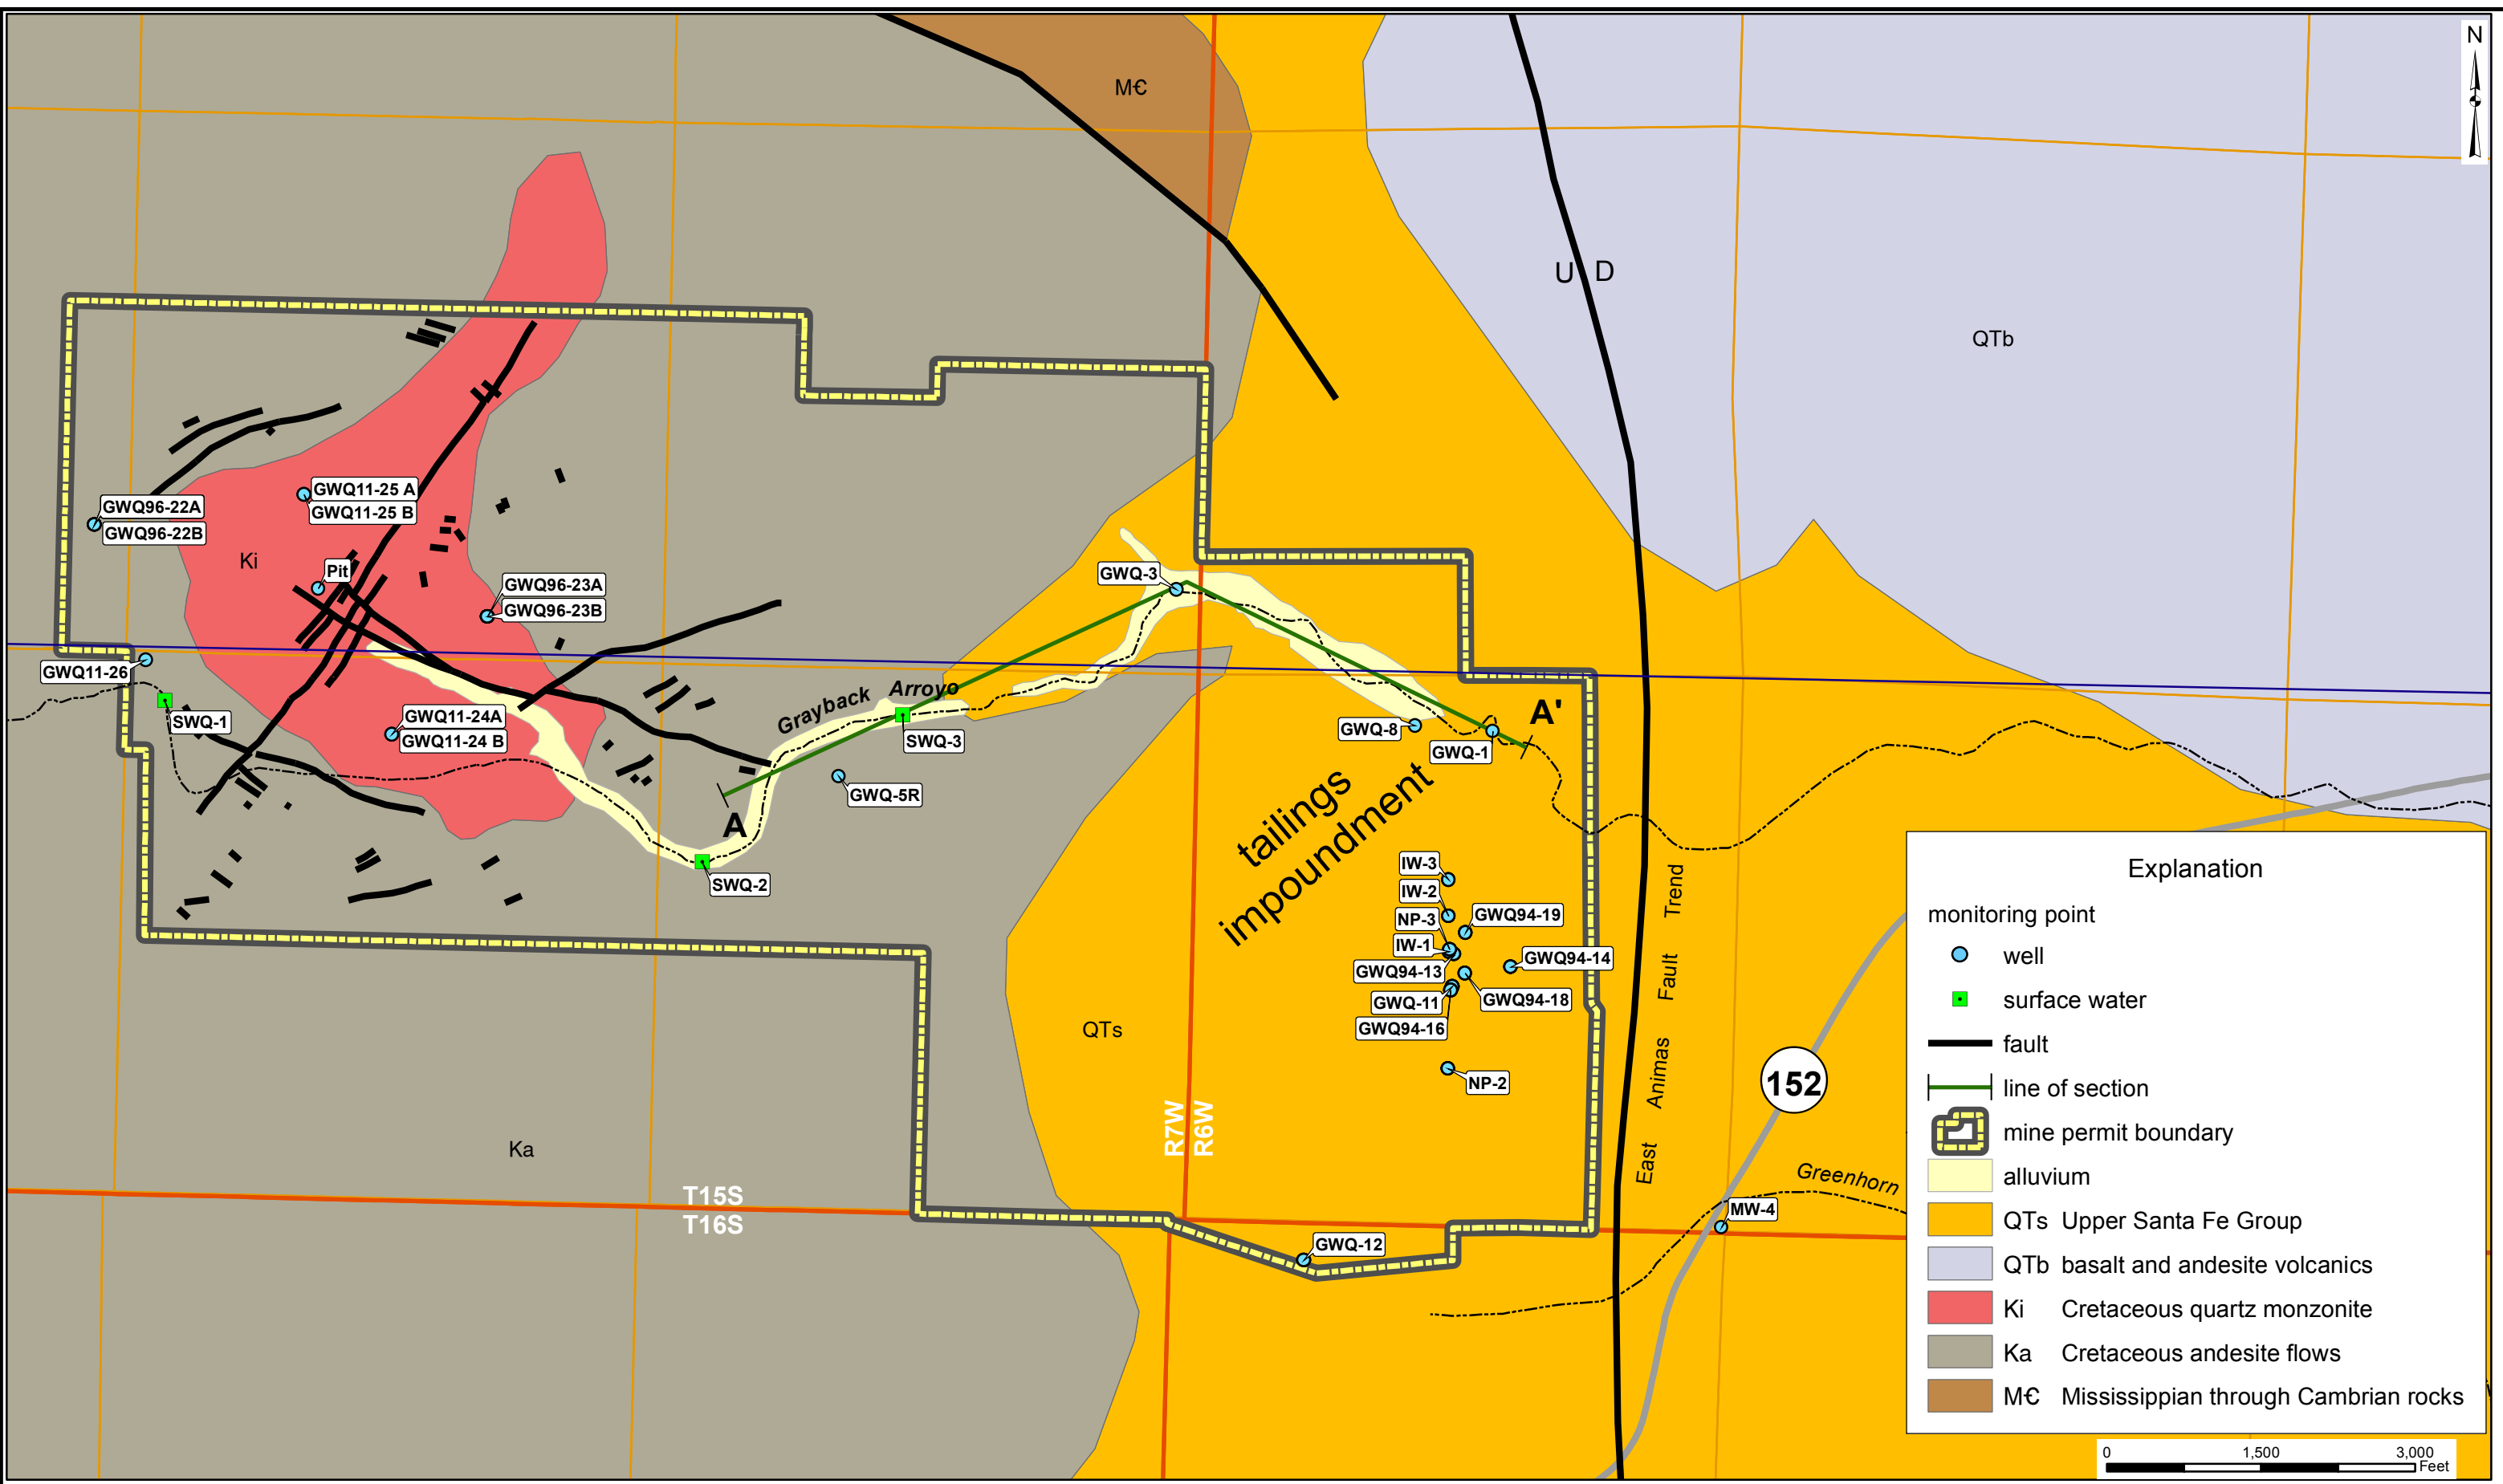 N
M€
U D
QTb
GWQ11-25 A
GWQ11-25 B
GWQ96-22A
GWQ96-22B
Ki
Pit
GWQ96-23A
GWQ96-23B
GWQ-3
GWQ11-26
SWQ-1
GWQ11-24A
GWQ11-24 B
Grayback Arroyo
SWQ-3
GWQ-5R
A
SWQ-2
GWQ-8
GWQ-1
A'
tailings
impoundment
IW-3
IW-2
NP-3
GWQ94-19
IW-1
GWQ94-14
GWQ94-13
GWQ-11
GWQ94-18
GWQ94-16
NP-2
QTs
East Animas Fault Trend
152
R7W
R6W
Ka
T15S
T16S
Greenhorn
MW-4
GWQ-12
Explanation
monitoring point
well
surface water
fault
line of section
mine permit boundary
alluvium
QTs Upper Santa Fe Group
QTb basalt and andesite volcanics
Ki Cretaceous quartz monzonite
Ka Cretaceous andesite flows
M€ Mississippian through Cambrian rocks
0 1,500 3,000
Feet